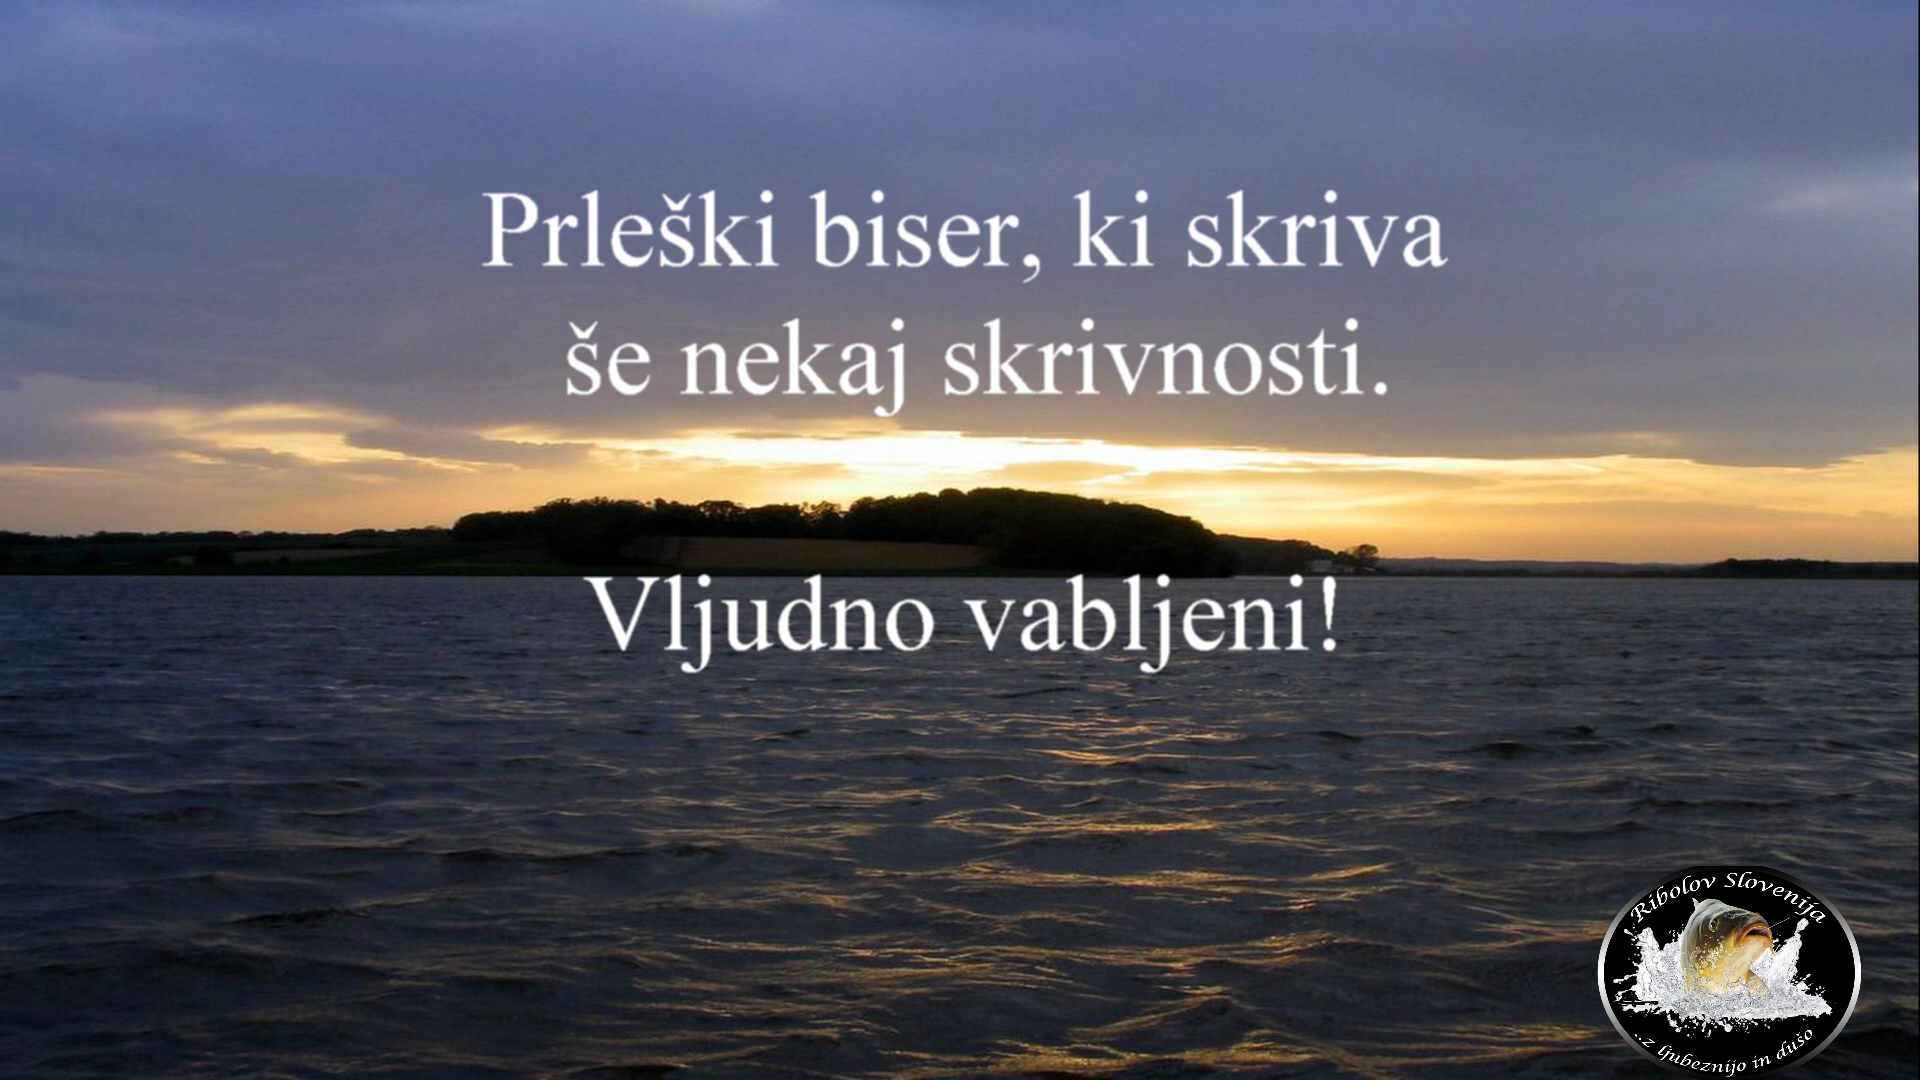 Prleški biser, ki skriva
še nekaj skrivnosti.
Vljudno vabljeni!
Ribolov Slovenija
...z ljubeznijo in dušo